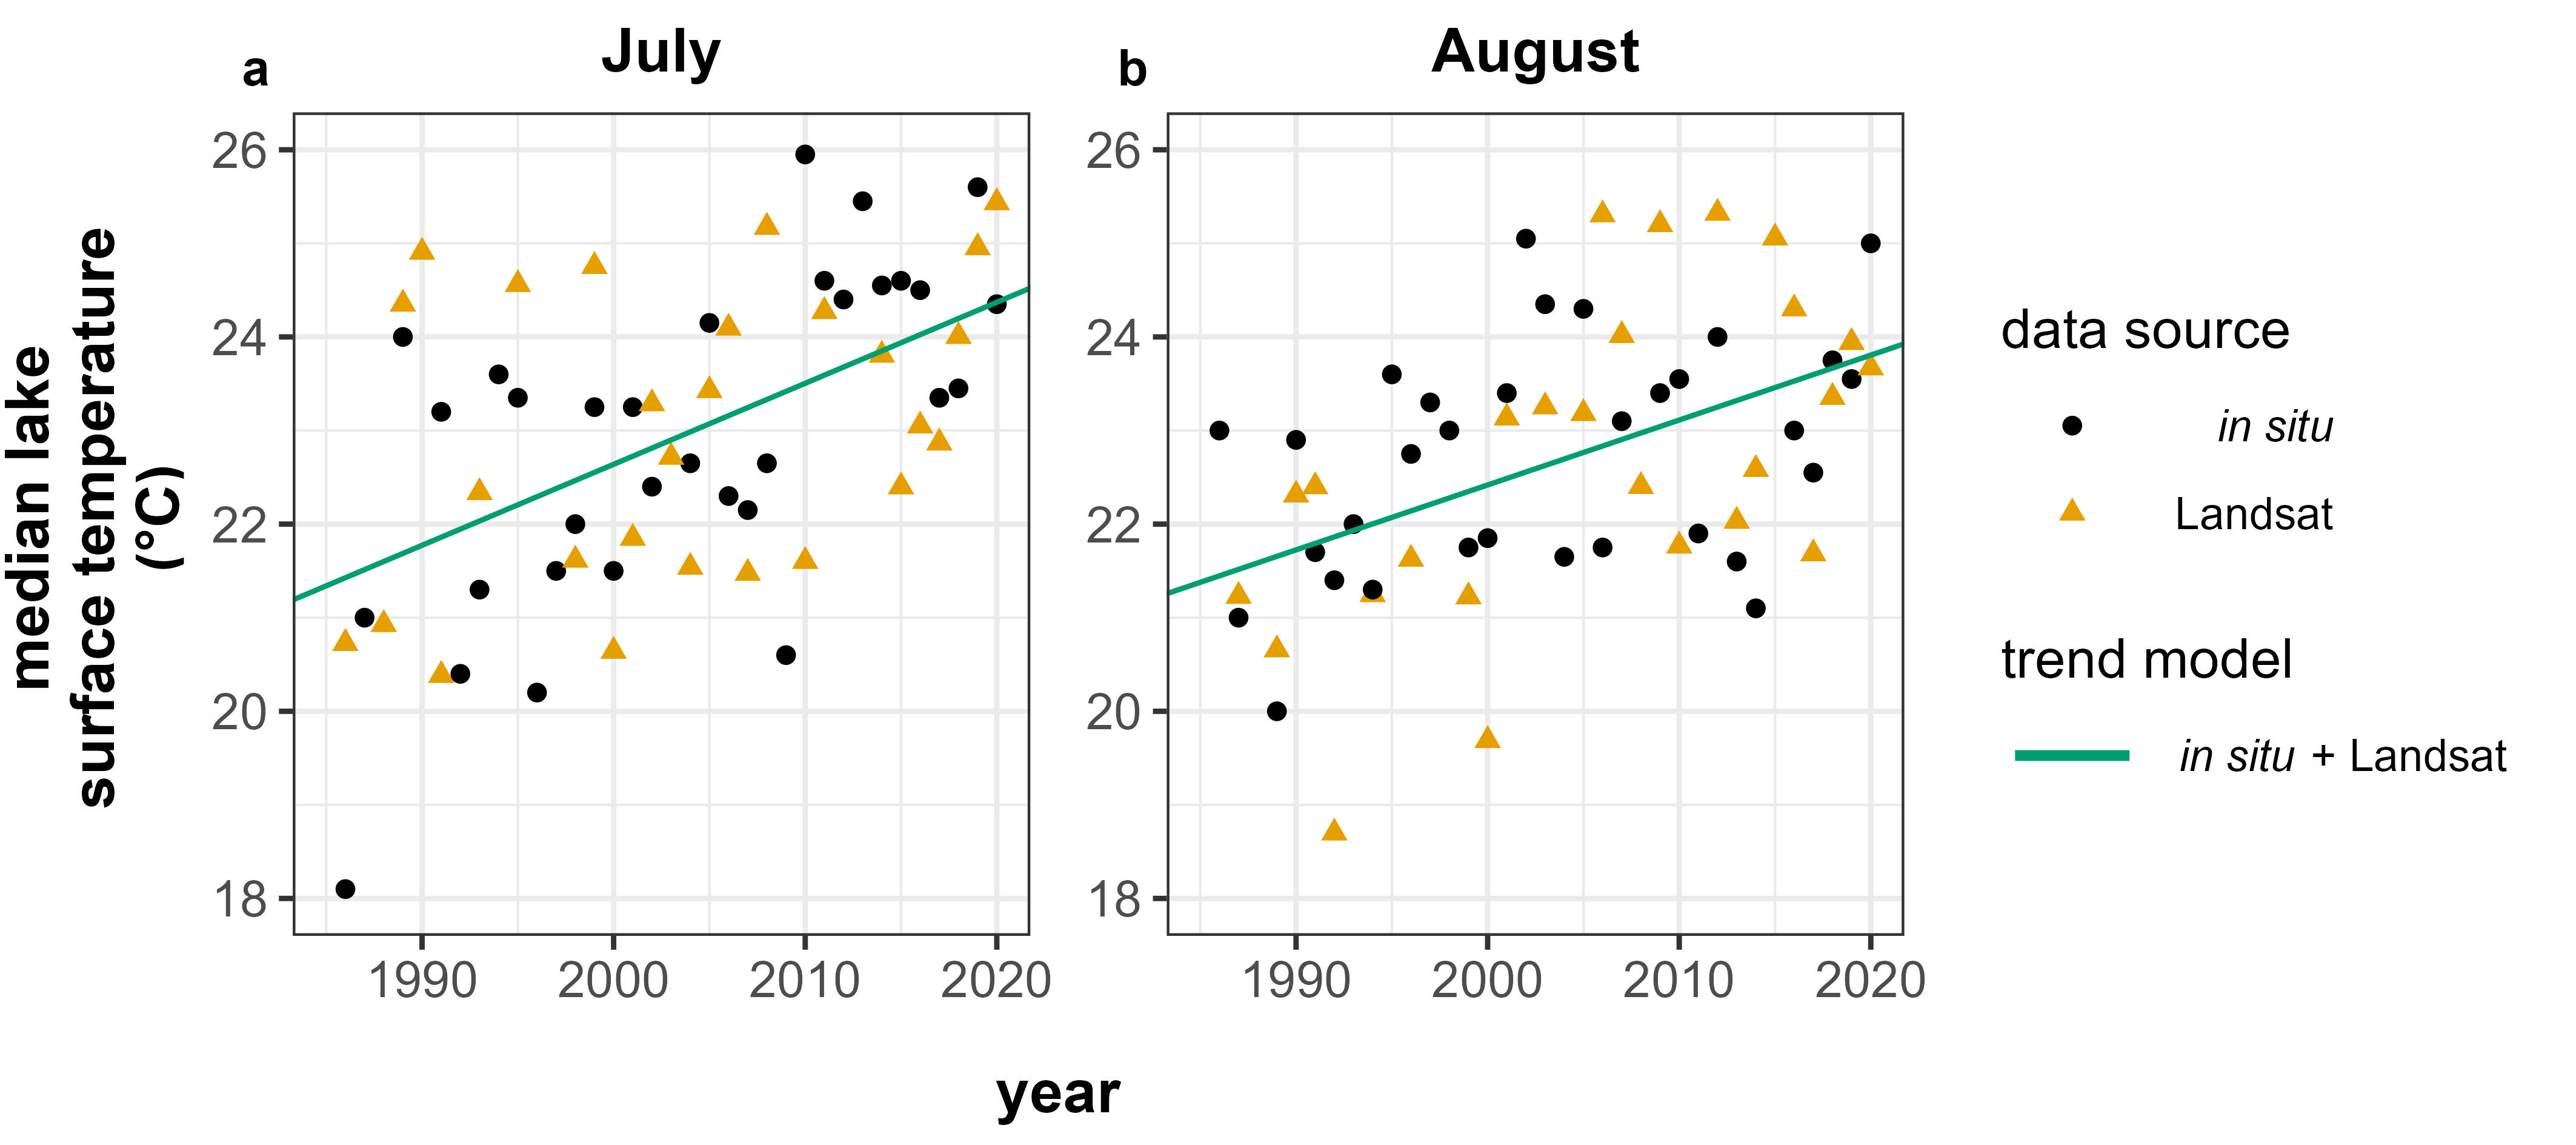 a
July
b
August
median lake
surface temperature
(°C)
26
24
22
20
18
1990
2000
2010
2020
26
24
22
20
18
1990
2000
2010
2020
year
data source
in situ
Landsat
trend model
in situ + Landsat